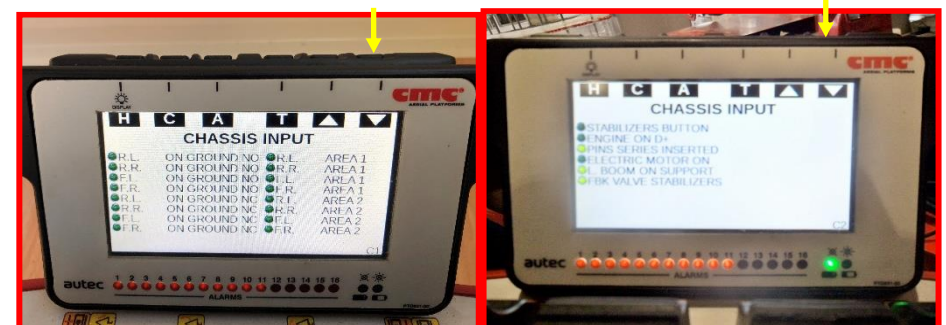 DISPLAY
cmc
AERIAL PLATFORMS
H C A T
CHASSIS INPUT
R.L. ON GROUND NO R.L. AREA 1
R.R. ON GROUND NO R.R. AREA 1
F.L. ON GROUND NO F.L. AREA 1
F.R. ON GROUND NO F.R. AREA 1
R.L. ON GROUND NC R.L. AREA 2
R.R. ON GROUND NC R.R. AREA 2
F.L. ON GROUND NC F.L. AREA 2
F.R. ON GROUND NC F.R. AREA 2
C1
autec
1 2 3 4 5 6 7 8 9 10 11 12 13 14 15 16
ALARMS
DISPLAY
cmc
AERIAL PLATFORMS
H C A T
CHASSIS INPUT
STABILIZERS BUTTON
ENGINE ON D+
PINS SERIES INSERTED
ELECTRIC MOTOR ON
L. BOOM ON SUPPORT
FBK VALVE STABILIZERS
C2
autec
1 2 3 4 5 6 7 8 9 10 11 12 13 14 15 16
ALARMS